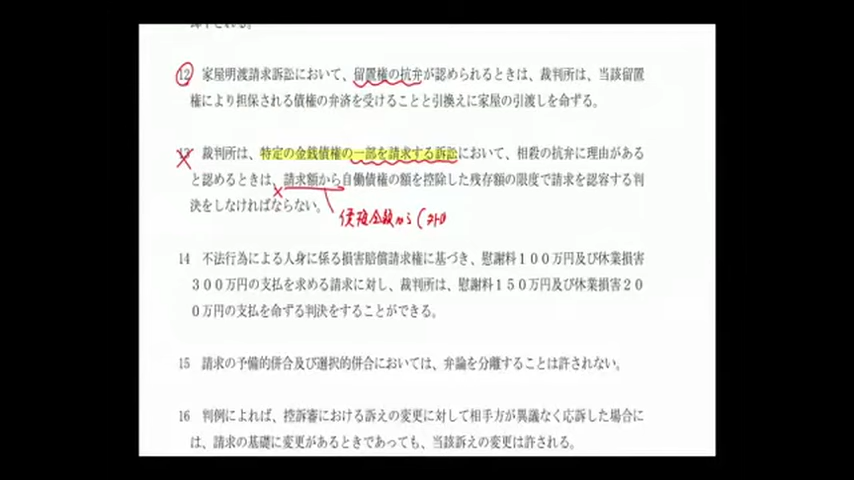 12 家屋明渡請求訴訟において、留置権の抗弁が認められるときは、裁判所は、当該留置
権により担保される債権の弁済を受けることと引換えに家屋の引渡しを命ずる。
13 裁判所は、特定の金銭債権の一部を請求する訴訟において、相殺の抗弁に理由がある
と認めるときは、請求額から自働債権の額を控除した残存額の限度で請求を認容する判
決をしなければならない。
債権全額から(外側
14 不法行為による人身に係る損害賠償請求権に基づき、慰謝料100万円及び休業損害
300万円の支払を求める請求に対し、裁判所は、慰謝料150万円及び休業損害20
0万円の支払を命ずる判決をすることができる。
15 請求の予備的併合及び選択的併合においては、弁論を分離することは許されない。
16 判例によれば、控訴審における訴えの変更に対して相手方が異議なく応訴した場合に
は、請求の基礎に変更があるときであっても、当該訴えの変更は許される。